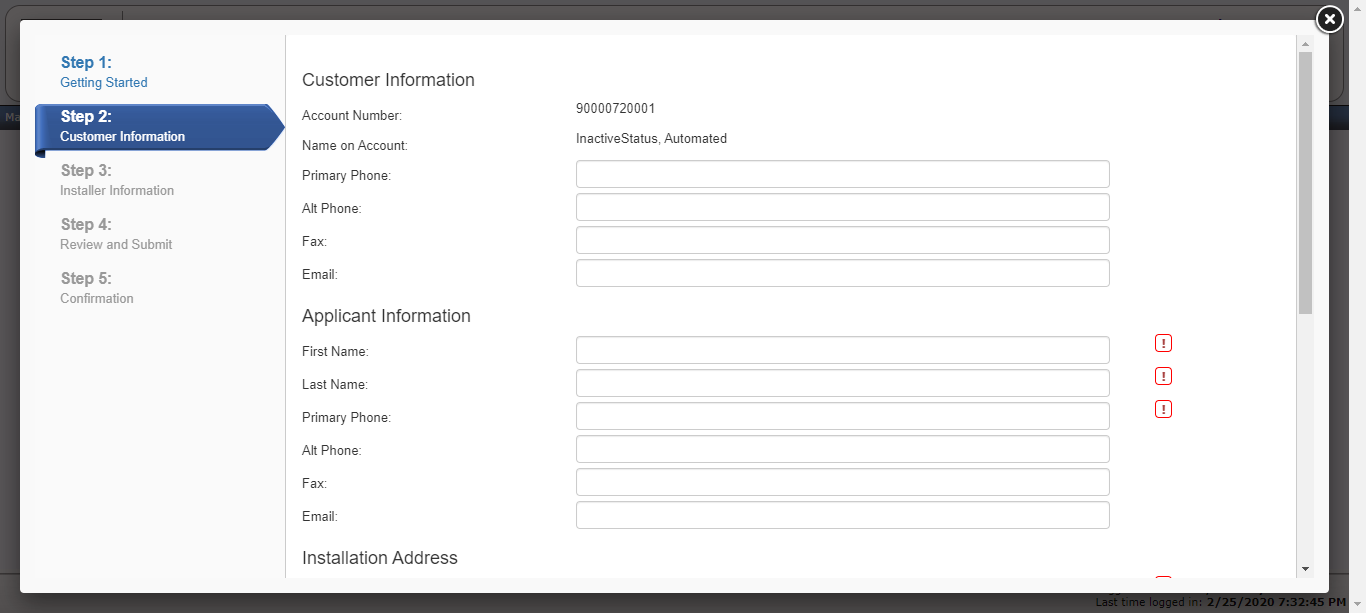 Step 1:
Getting Started
Ma
Step 2:
Customer Information
Step 3:
Installer Information
Step 4:
Review and Submit
Step 5:
Confirmation
Customer Information
Account Number: 90000720001
Name on Account: InactiveStatus, Automated
Primary Phone:
Alt Phone:
Fax:
Email:
Applicant Information
First Name: !
Last Name: !
Primary Phone: !
Alt Phone:
Fax:
Email:
Installation Address
Last time logged in: 2/25/2020 7:32:45 PM